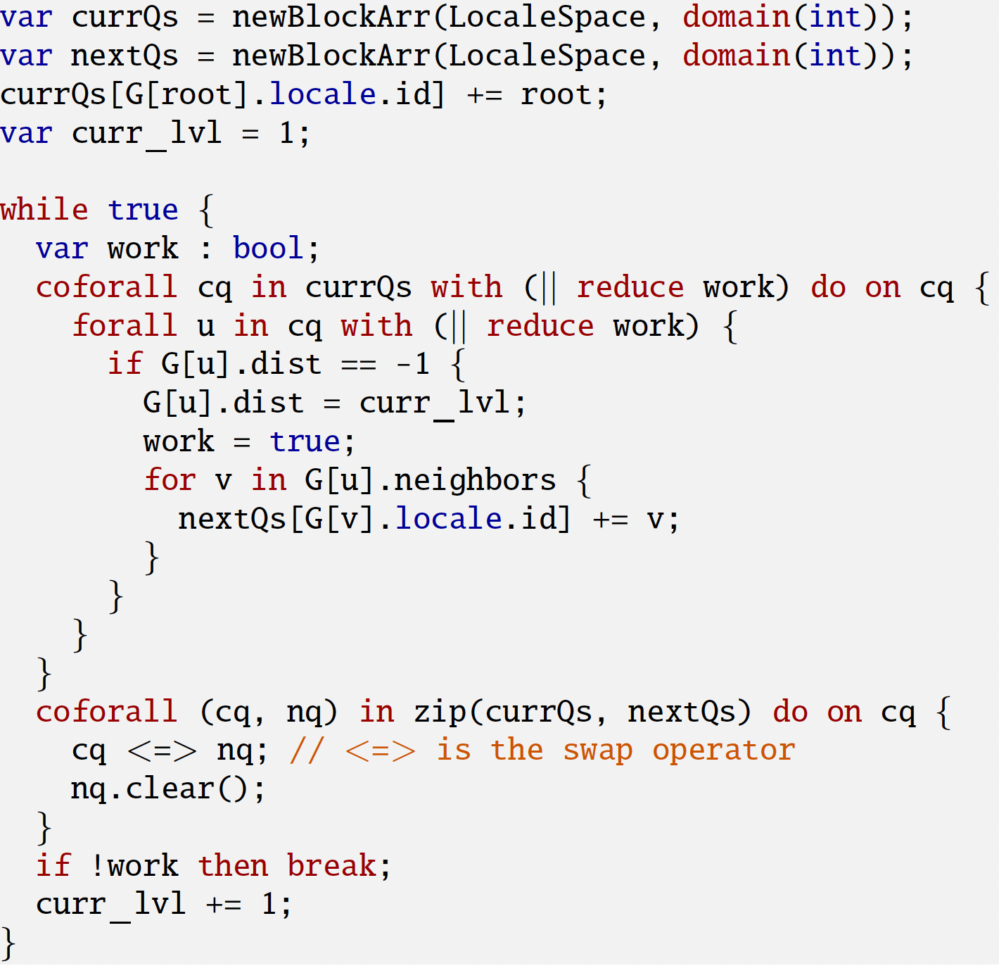 var currQs = newBlockArr(LocaleSpace, domain(int));
var nextQs = newBlockArr(LocaleSpace, domain(int));
currQs[G[root].locale.id] += root;
var curr_lvl = 1;

while true {
  var work : bool;
  coforall cq in currQs with (|| reduce work) do on cq {
    forall u in cq with (|| reduce work) {
      if G[u].dist == -1 {
        G[u].dist = curr_lvl;
        work = true;
        for v in G[u].neighbors {
          nextQs[G[v].locale.id] += v;
        }
      }
    }
  }
  coforall (cq, nq) in zip(currQs, nextQs) do on cq {
    cq <=> nq; // <=> is the swap operator
    nq.clear();
  }
  if !work then break;
  curr_lvl += 1;
}